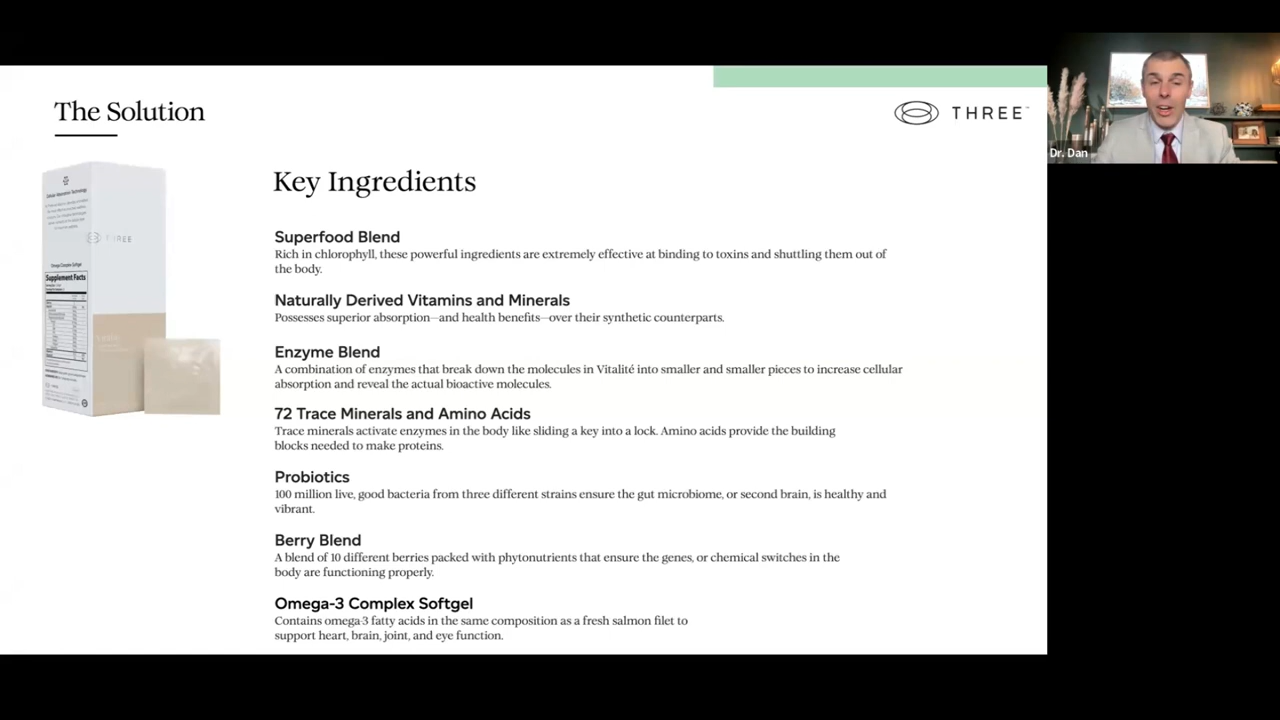 The Solution
THREE
Dr. Dan
Key Ingredients
THREE
Omega-3 Complex Softgel
Supplement Facts
Superfood Blend
Rich in chlorophyll, these powerful ingredients are extremely effective at binding to toxins and shuttling them out of
the body.
Naturally Derived Vitamins and Minerals
Possesses superior absorption—and health benefits—over their synthetic counterparts.
Enzyme Blend
A combination of enzymes that break down the molecules in Vitalité into smaller and smaller pieces to increase cellular
absorption and reveal the actual bioactive molecules.
72 Trace Minerals and Amino Acids
Trace minerals activate enzymes in the body like sliding a key into a lock. Amino acids provide the building
blocks needed to make proteins.
Probiotics
100 million live, good bacteria from three different strains ensure the gut microbiome, or second brain, is healthy and
vibrant.
Berry Blend
A blend of 10 different berries packed with phytonutrients that ensure the genes, or chemical switches in the
body are functioning properly.
Omega-3 Complex Softgel
Contains omega-3 fatty acids in the same composition as a fresh salmon filet to
support heart, brain, joint, and eye function.